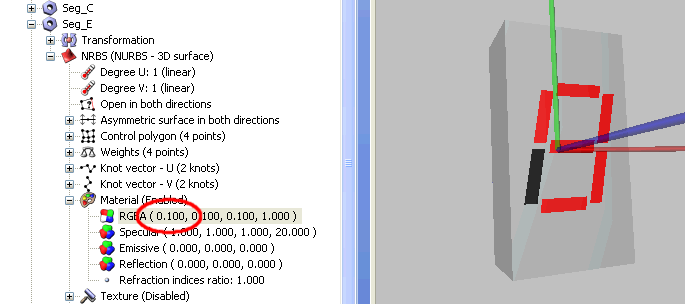 Seg_C
Seg_E
Transformation
NRBS (NURBS - 3D surface)
Degree U: 1 (linear)
Degree V: 1 (linear)
Open in both directions
Asymmetric surface in both directions
Control polygon (4 points)
Weights (4 points)
Knot vector - U (2 knots)
Knot vector - V (2 knots)
Material (Enabled)
RGBA ( 0.100, 0.100, 0.100, 1.000 )
Specular ( 1.000, 1.000, 1.000, 20.000 )
Emissive ( 0.000, 0.000, 0.000 )
Reflection ( 0.000, 0.000, 0.000 )
Refraction indices ratio: 1.000
Texture (Disabled)